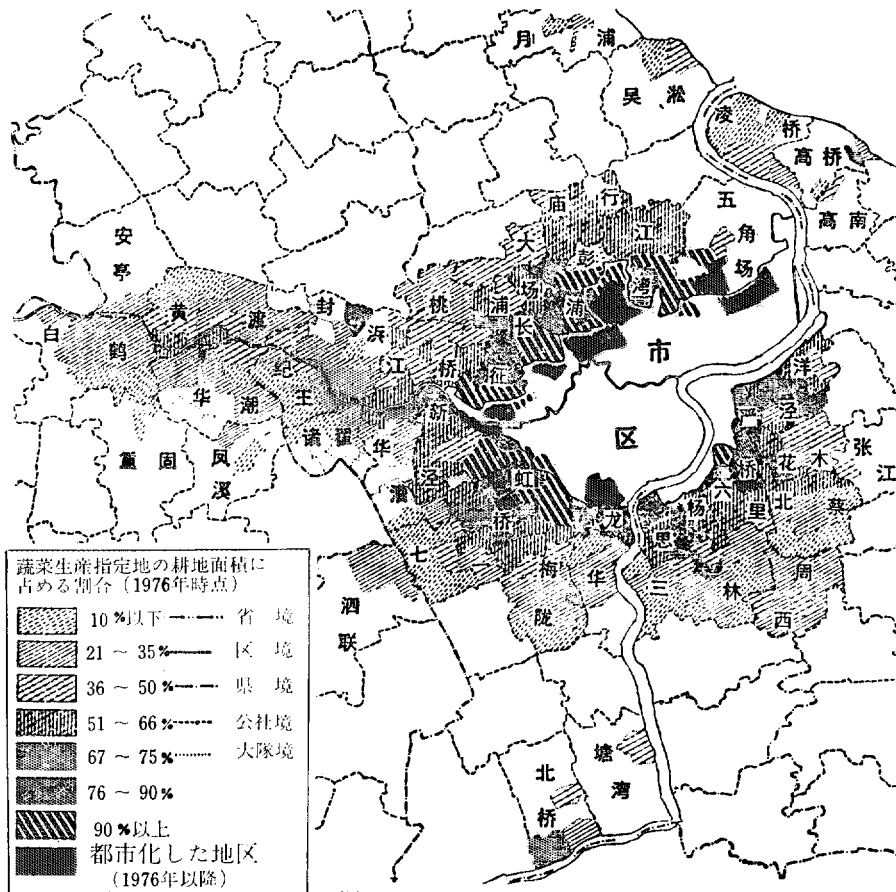 月 浦
吴 淞
凌 桥
高 桥
高 南
庙 行
五 角 场
大 场
江 湾
彭 浦
安 亭
桃 浦
长 征
黄 渡
封 浜
白 鹤
江 桥
市 区
纪 王
华 潮
诸 翟
新 泾
华 漕
洋 泾
张 江
花 木
重 固
凤 溪
虹 桥
六 里
杨 思
北 蔡
龙 华
七
梅 陇
三 林
周 西
泗 联
塘 湾
北 桥
蔬菜生産指定地の耕地面積に
占める割合 (1976年時点)
10%以下 省 境
21 ~ 35% 区 境
36 ~ 50% 県 境
51 ~ 66% 公社境
67 ~ 75% 大隊境
76 ~ 90%
90%以上
都市化した地区
(1976年以降)